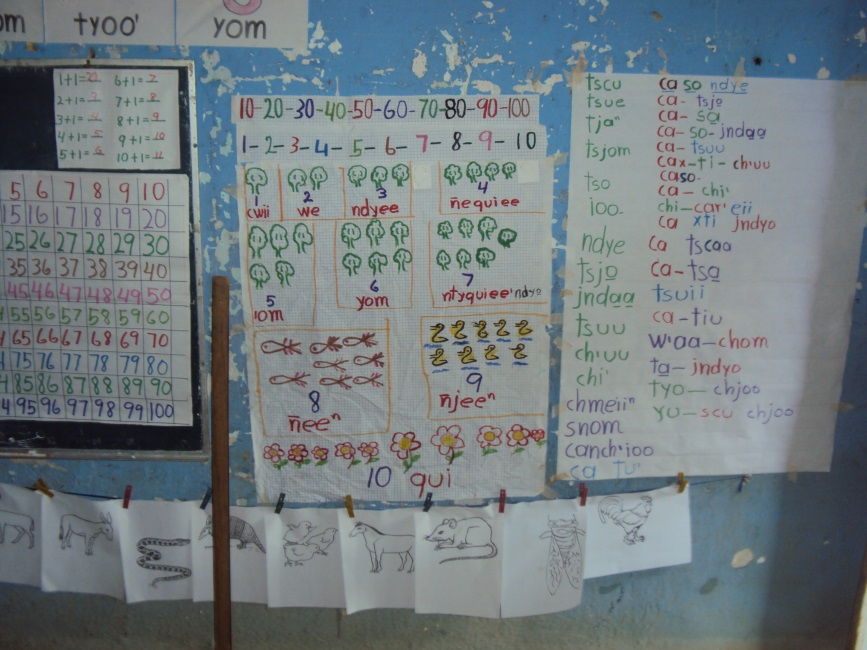 om tyoo' yom
1+1=2 6+1=7
2+1=3 7+1=8
3+1=4 8+1=9
4+1=5 9+1=10
5+1=6 10+1=11
5 6 7 8 9 10
15 16 17 18 19 20
25 26 27 28 29 30
35 36 37 38 39 40
45 46 47 48 49 50
55 56 57 58 59 60
65 66 67 68 69 70
75 76 77 78 79 80
85 86 87 88 89 90
4 95 96 97 98 99 100
10-20-30-40-50-60-70-80-90-100
1-2-3-4-5-6-7-8-9-10
1 2 3 4
cwii we ndyee ñequiee
5 6 7
iom yom ntyquiee'ndyo
8 9
ñeeⁿ ñjeeⁿ
10 qui
tscu ca so ndye
tsue ca- tsjo̱
tjaⁿ ca- sa
ca-so-jnda̱a̱
tsjom ca- tsuu
cax-ti-ch'uu
tso caso.
ca- chi'
ioo. chi-car'eii
ca xti jndyo
ndye ca tscaa
tsjo̱ ca-tsa̱
jnda̱a̱ tsuii
tsuu ca-tiu
ch'uu w'aa-chom
chi' ta̱-jndyo
chmeiiⁿ tyo-chjoo
snom yu-scu chjoo
canch'ioo
ca tu'